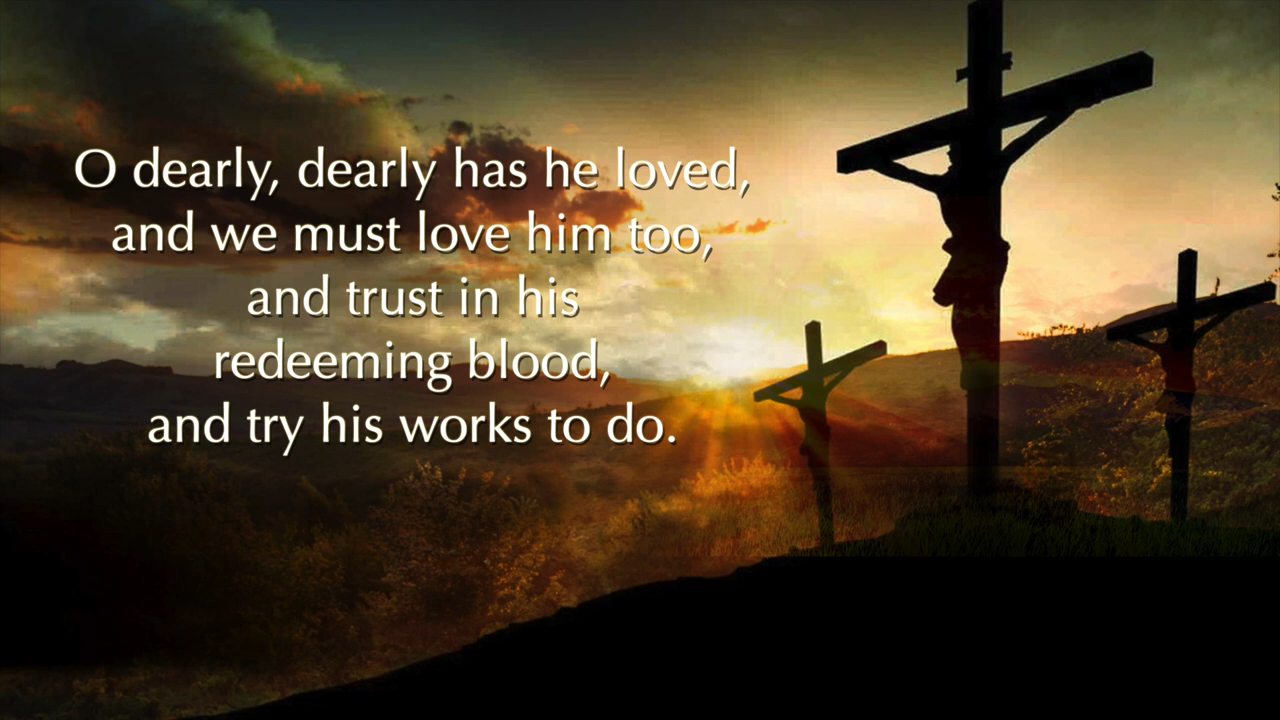 O dearly, dearly has he loved,
and we must love him too,
and trust in his
redeeming blood,
and try his works to do.